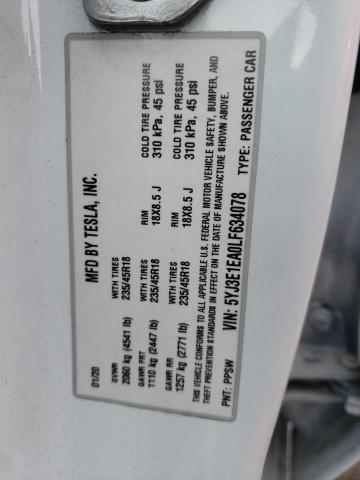 MFD BY TESLA, INC.
01/20
GVWR
2060 kg (4541 lb)
WITH TIRES
235/45R18
GAWR FRT
1110 kg (2447 lb)
WITH TIRES
235/45R18
RIM
18X8.5 J
COLD TIRE PRESSURE
310 kPa, 45 psi
GAWR RR
1257 kg (2771 lb)
WITH TIRES
235/45R18
RIM
18X8.5 J
COLD TIRE PRESSURE
310 kPa, 45 psi
THIS VEHICLE CONFORMS TO ALL APPLICABLE U.S. FEDERAL MOTOR VEHICLE SAFETY, BUMPER, AND
THEFT PREVENTION STANDARDS IN EFFECT ON THE DATE OF MANUFACTURE SHOWN ABOVE.
VIN: 5YJ3E1EA0LF634078
TYPE: PASSENGER CAR
PNT: PPSW